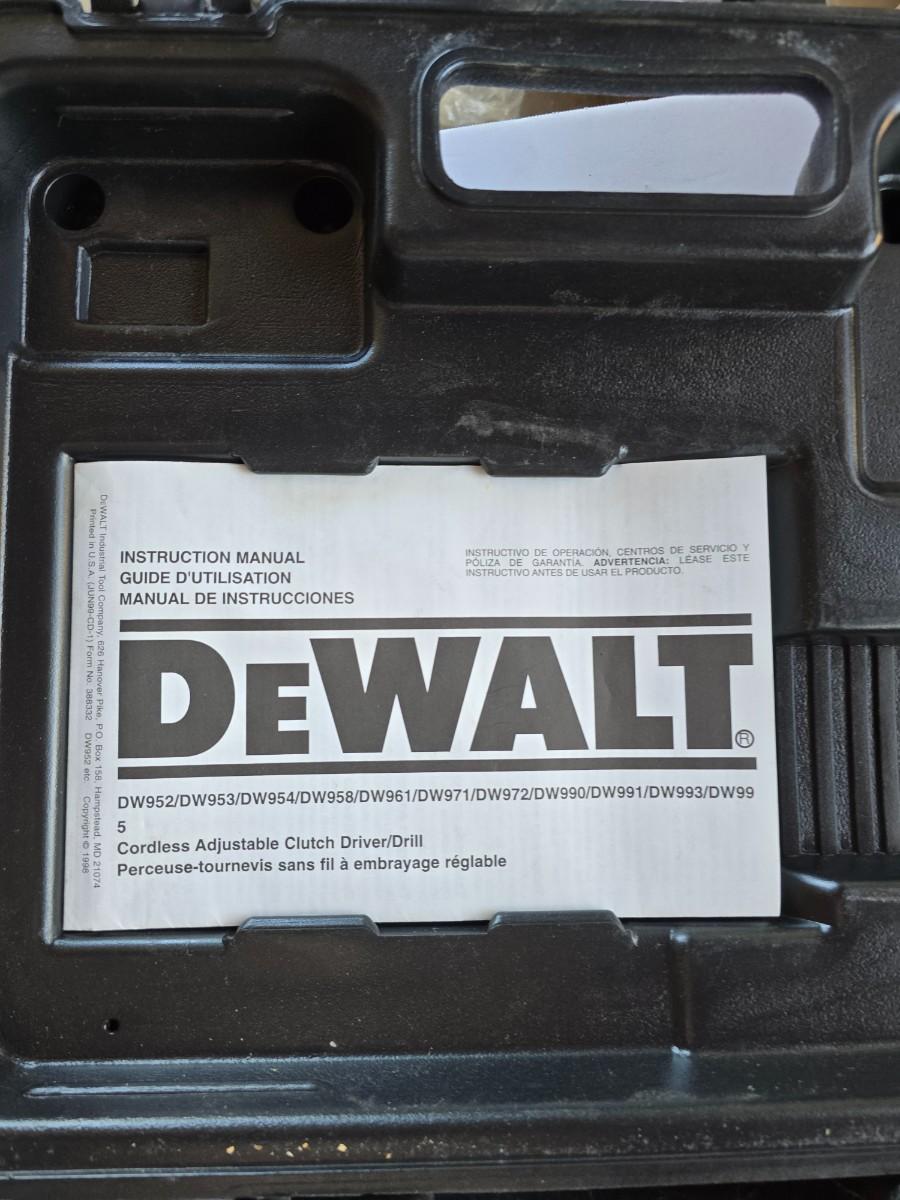 INSTRUCTION MANUAL
GUIDE D'UTILISATION
MANUAL DE INSTRUCCIONES
INSTRUCTIVO DE OPERACIÓN, CENTROS DE SERVICIO Y
PÓLIZA DE GARANTÍA. ADVERTENCIA: LÉASE ESTE
INSTRUCTIVO ANTES DE USAR EL PRODUCTO.
DEWALT®
DW952/DW953/DW954/DW958/DW961/DW971/DW972/DW990/DW991/DW993/DW99
5
Cordless Adjustable Clutch Driver/Drill
Perceuse-tournevis sans fil à embrayage réglable
DEWALT Industrial Tool Company, 626 Hanover Pike, P.O. Box 158, Hampstead, MD 21074
Printed in U.S.A. (JUN99-CD-1) Form No. 388332 DW952 etc. Copyright © 1998